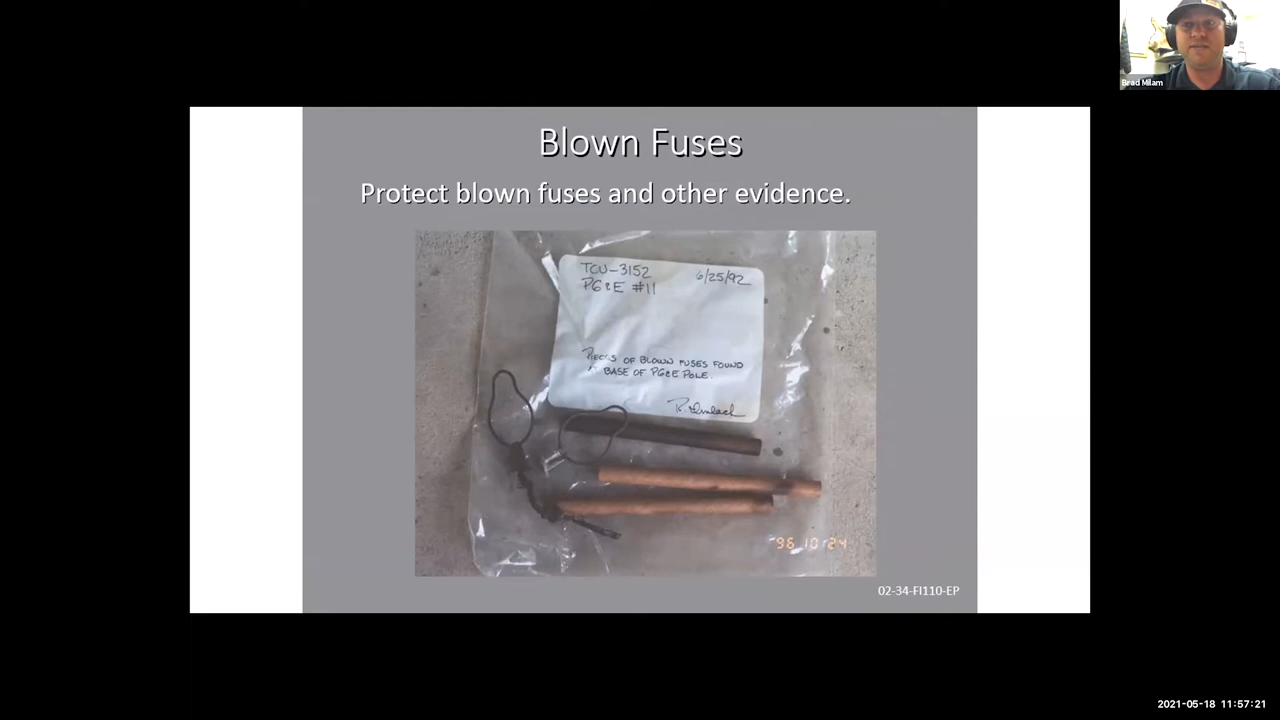 Brad Milam
Blown Fuses
Protect blown fuses and other evidence.
TCU-3152 6/25/92
PG&E #11
PIECES OF BLOWN FUSES FOUND
BASE OF PG&E POLE.
'96 10 24
02-34-FI110-EP
2021-05-18 11:57:21